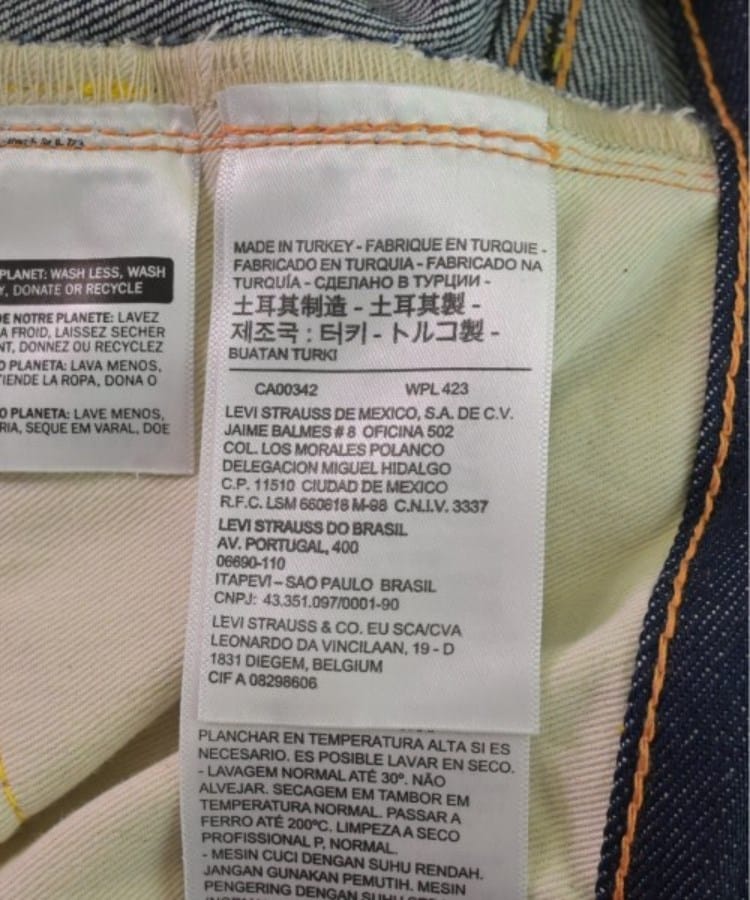 PLANET: WASH LESS, WASH
Y, DONATE OR RECYCLE
DE NOTRE PLANETE: LAVEZ
A FROID, LAISSEZ SECHER
NT, DONNEZ OU RECYCLEZ
O PLANETA: LAVA MENOS,
TIENDE LA ROPA, DONA O
O PLANETA: LAVE MENOS,
RIA, SEQUE EM VARAL, DOE
MADE IN TURKEY - FABRIQUE EN TURQUIE -
FABRICADO EN TURQUIA - FABRICADO NA
TURQUÍA - СДЕЛАНО В ТУРЦИИ -
土耳其制造 - 土耳其製 -
제조국 : 터키 - トルコ製 -
BUATAN TURKI
CA00342 WPL 423
LEVI STRAUSS DE MEXICO, S.A. DE C.V.
JAIME BALMES # 8 OFICINA 502
COL. LOS MORALES POLANCO
DELEGACION MIGUEL HIDALGO
C.P. 11510 CIUDAD DE MEXICO
R.F.C. LSM 660818 M-98 C.N.I.V. 3337
LEVI STRAUSS DO BRASIL
AV. PORTUGAL, 400
06690-110
ITAPEVI – SAO PAULO BRASIL
CNPJ: 43.351.097/0001-90
LEVI STRAUSS & CO. EU SCA/CVA
LEONARDO DA VINCILAAN, 19 - D
1831 DIEGEM, BELGIUM
CIF A 08298606
PLANCHAR EN TEMPERATURA ALTA SI ES
NECESARIO. ES POSIBLE LAVAR EN SECO.
- LAVAGEM NORMAL ATÉ 30º. NÃO
ALVEJAR. SECAGEM EM TAMBOR EM
TEMPERATURA NORMAL. PASSAR A
FERRO ATÉ 200ºC. LIMPEZA A SECO
PROFISSIONAL P, NORMAL.
- MESIN CUCI DENGAN SUHU RENDAH.
JANGAN GUNAKAN PEMUTIH. MESIN
PENGERING DENGAN SUHU